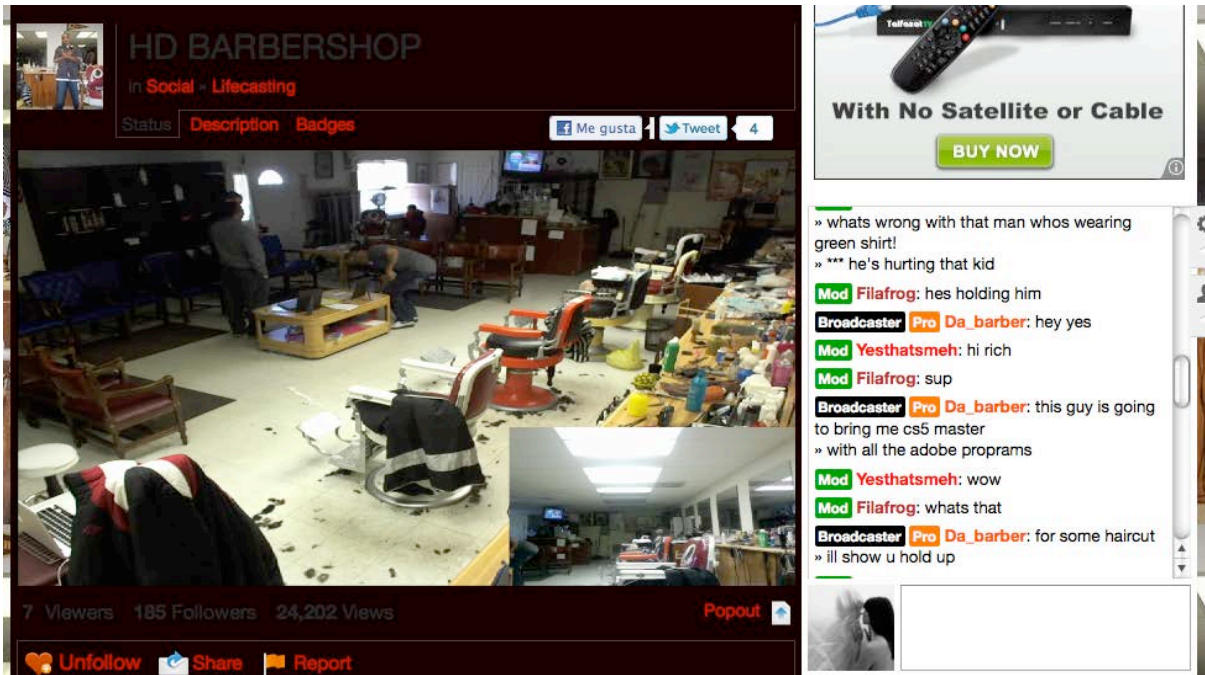 HD BARBERSHOP
in Social » Lifecasting
Status Description Badges
Me gusta
Tweet 4
7 Viewers 185 Followers 24,202 Views
Popout
Unfollow Share Report
TelfasatTV
With No Satellite or Cable
BUY NOW
» whats wrong with that man whos wearing
green shirt!
» *** he's hurting that kid
Mod Filafrog: hes holding him
Broadcaster Pro Da_barber: hey yes
Mod Yesthatsmeh: hi rich
Mod Filafrog: sup
Broadcaster Pro Da_barber: this guy is going
to bring me cs5 master
» with all the adobe proprams
Mod Yesthatsmeh: wow
Mod Filafrog: whats that
Broadcaster Pro Da_barber: for some haircut
» ill show u hold up